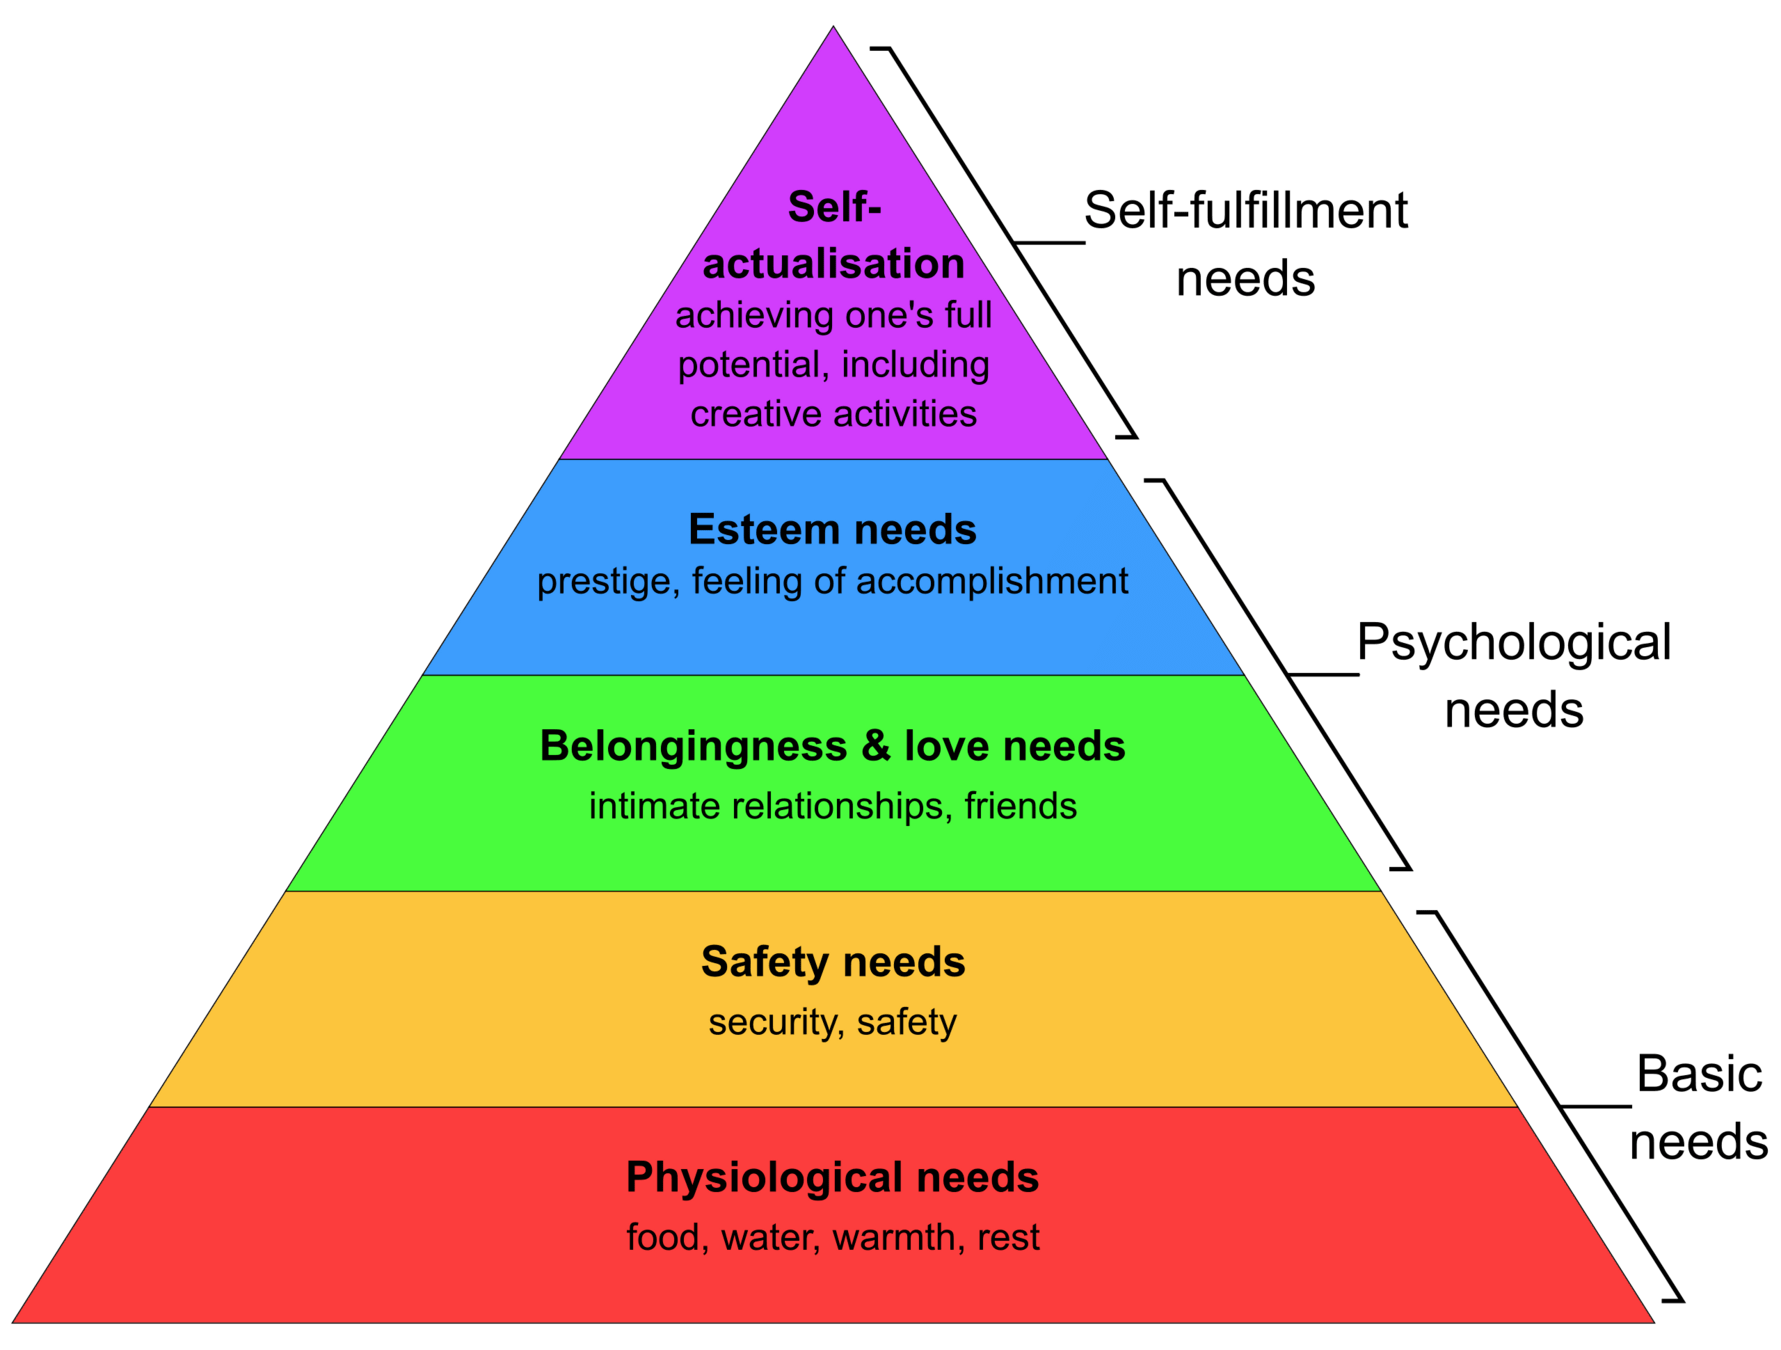 Self-
actualisation
achieving one's full
potential, including
creative activities
Self-fulfillment
needs
Esteem needs
prestige, feeling of accomplishment
Belongingness & love needs
intimate relationships, friends
Psychological
needs
Safety needs
security, safety
Physiological needs
food, water, warmth, rest
Basic
needs